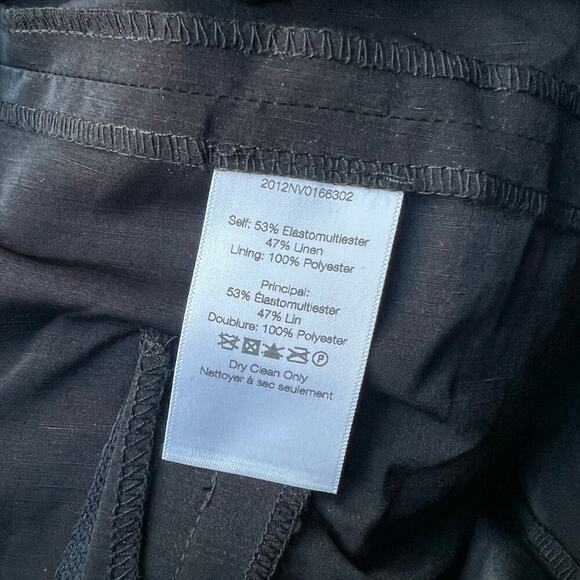 2012NV0166302
Self: 53% Elastomultiester
47% Linen
Lining: 100% Polyester
Principal:
53% Élastomultiester
47% Lin
Doublure: 100% Polyester
P
Dry Clean Only
Nettoyer à sec seulement